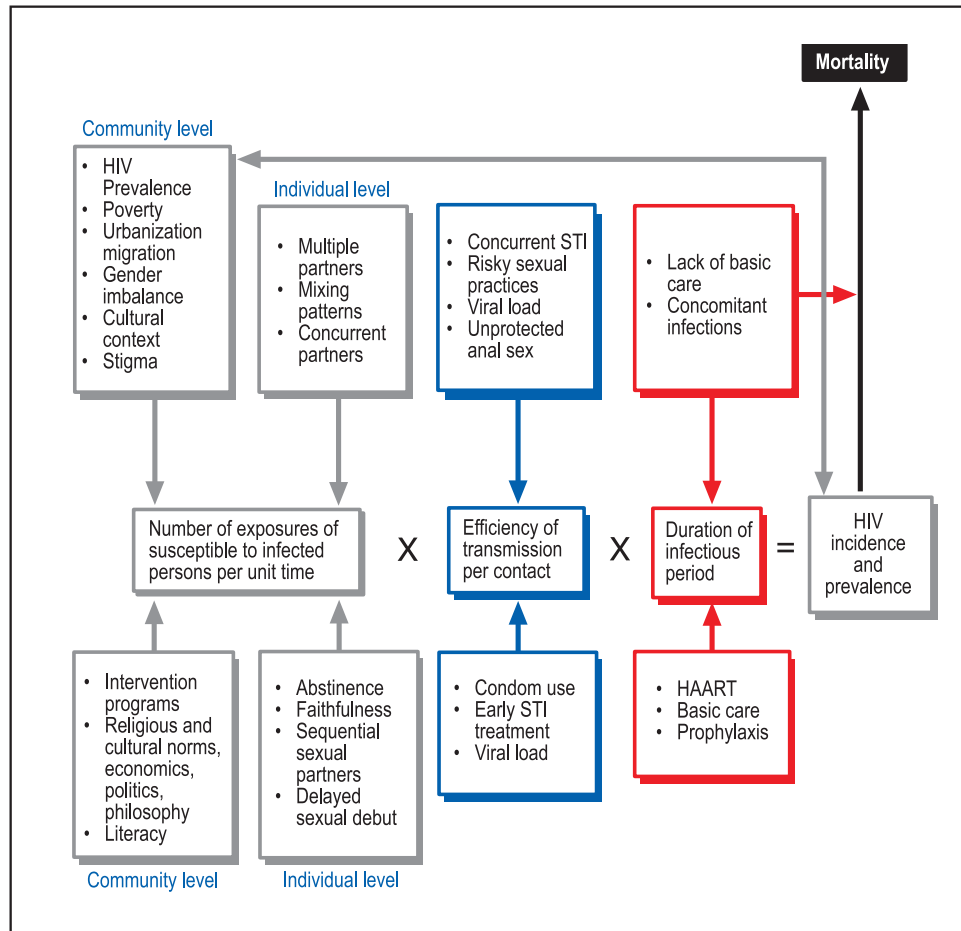 Mortality
Community level
• HIV
Prevalence
• Poverty
• Urbanization
migration
• Gender
imbalance
• Cultural
context
• Stigma
Individual level
• Multiple
partners
• Mixing
patterns
• Concurrent
partners
• Concurrent STI
• Risky sexual
practices
• Viral load
• Unprotected
anal sex
• Lack of basic
care
• Concomitant
infections
Number of exposures of
susceptible to infected
persons per unit time
X
Efficiency of
transmission
per contact
X
Duration of
infectious
period
=
HIV
incidence
and
prevalence
• Intervention
programs
• Religious and
cultural norms,
economics,
politics,
philosophy
• Literacy
Community level
• Abstinence
• Faithfulness
• Sequential
sexual
partners
• Delayed
sexual debut
Individual level
• Condom use
• Early STI
treatment
• Viral load
• HAART
• Basic care
• Prophylaxis